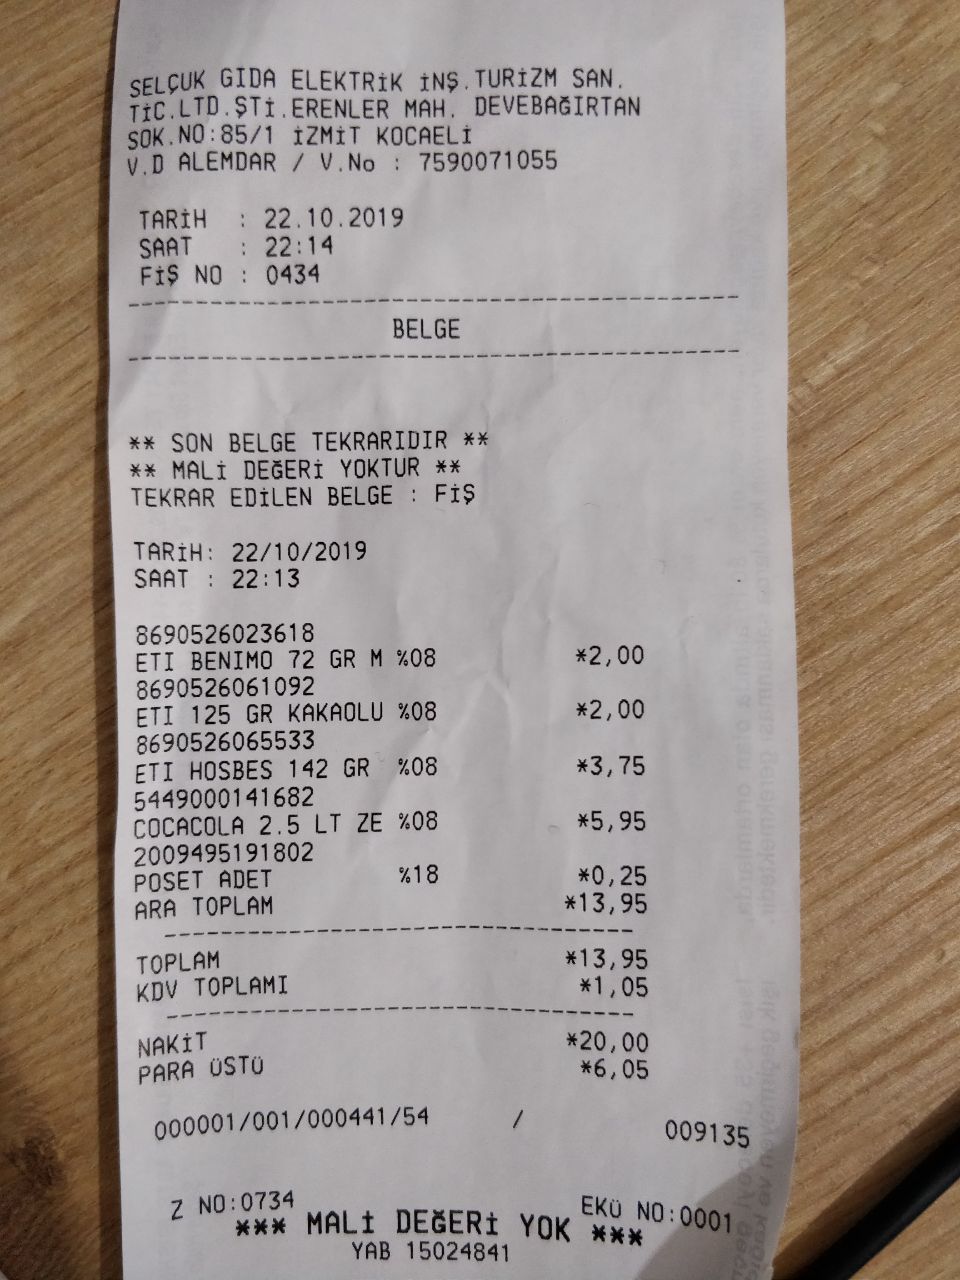 SELÇUK GIDA ELEKTRİK İNŞ.TURİZM SAN.
TİC.LTD.ŞTİ.ERENLER MAH. DEVEBAĞIRTAN
SOK.NO:85/1 İZMİT KOCAELİ
V.D ALEMDAR / V.No : 7590071055
TARİH : 22.10.2019
SAAT : 22:14
FİŞ NO : 0434
BELGE
** SON BELGE TEKRARIDIR **
** MALİ DEĞERİ YOKTUR **
TEKRAR EDİLEN BELGE : FİŞ
TARİH: 22/10/2019
SAAT : 22:13
8690526023618
ETI BENIMO 72 GR M %08 *2,00
8690526061092
ETI 125 GR KAKAOLU %08 *2,00
8690526065533
ETI HOSBES 142 GR %08 *3,75
5449000141682
COCACOLA 2.5 LT ZE %08 *5,95
2009495191802
POSET ADET %18 *0,25
ARA TOPLAM *13,95
TOPLAM *13,95
KDV TOPLAMI *1,05
NAKİT *20,00
PARA ÜSTÜ *6,05
000001/001/000441/54 / 009135
Z NO:0734 EKÜ NO:0001
*** MALİ DEĞERİ YOK ***
YAB 15024841